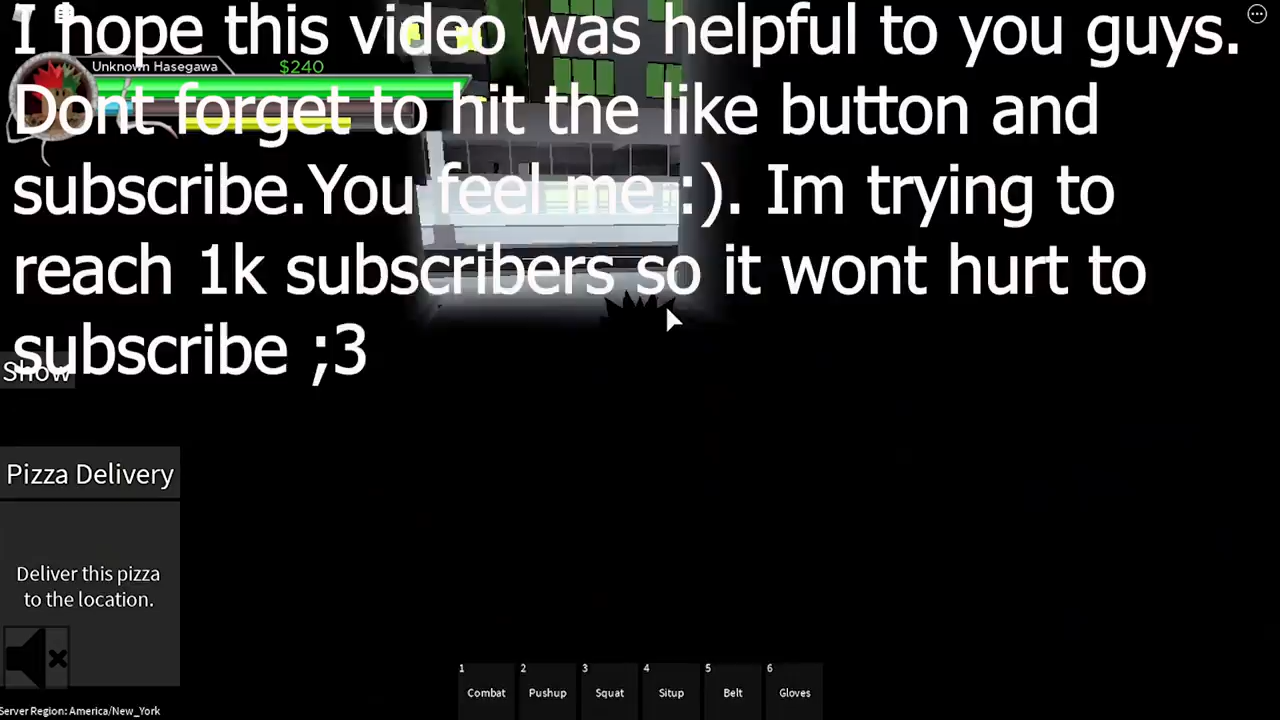 I hope this video was helpful to you guys.
Unknown Hasegawa
$240
Dont forget to hit the like button and
subscribe.You feel me :). Im trying to
reach 1k subscribers so it wont hurt to
subscribe ;3
Show
Pizza Delivery
Deliver this pizza
to the location.
1 2 3 4 5 6
Combat Pushup Squat Situp Belt Gloves
Server Region: America/New_York